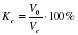 K_c = V_0 / V_c · 100%